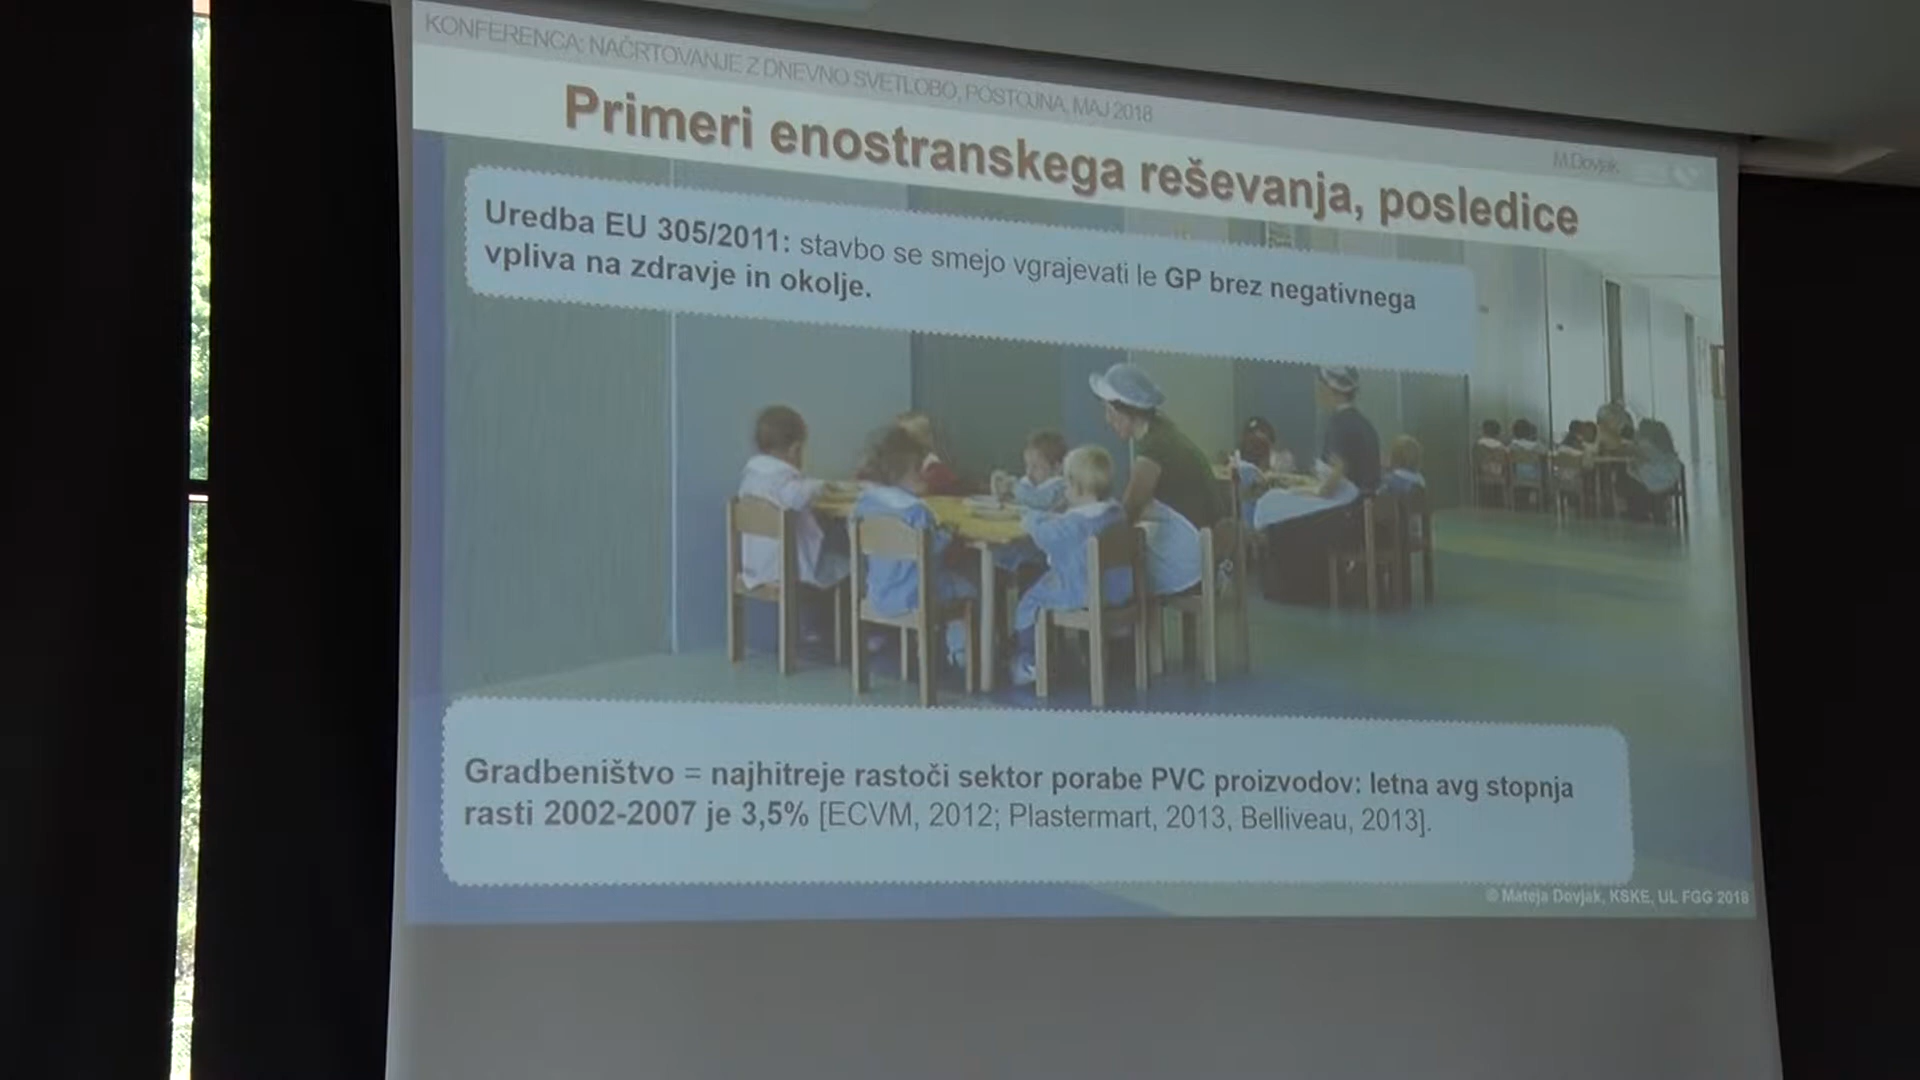 KONFERENCA: NAČRTOVANJE Z DNEVNO SVETLOBO, POSTOJNA, MAJ 2018
M.Dovjak
Primeri enostranskega reševanja, posledice
Uredba EU 305/2011: stavbo se smejo vgrajevati le GP brez negativnega
vpliva na zdravje in okolje.
Gradbeništvo = najhitreje rastoči sektor porabe PVC proizvodov: letna avg stopnja
rasti 2002-2007 je 3,5% [ECVM, 2012; Plastermart, 2013, Belliveau, 2013].
© Mateja Dovjak, KSKE, UL FGG 2018